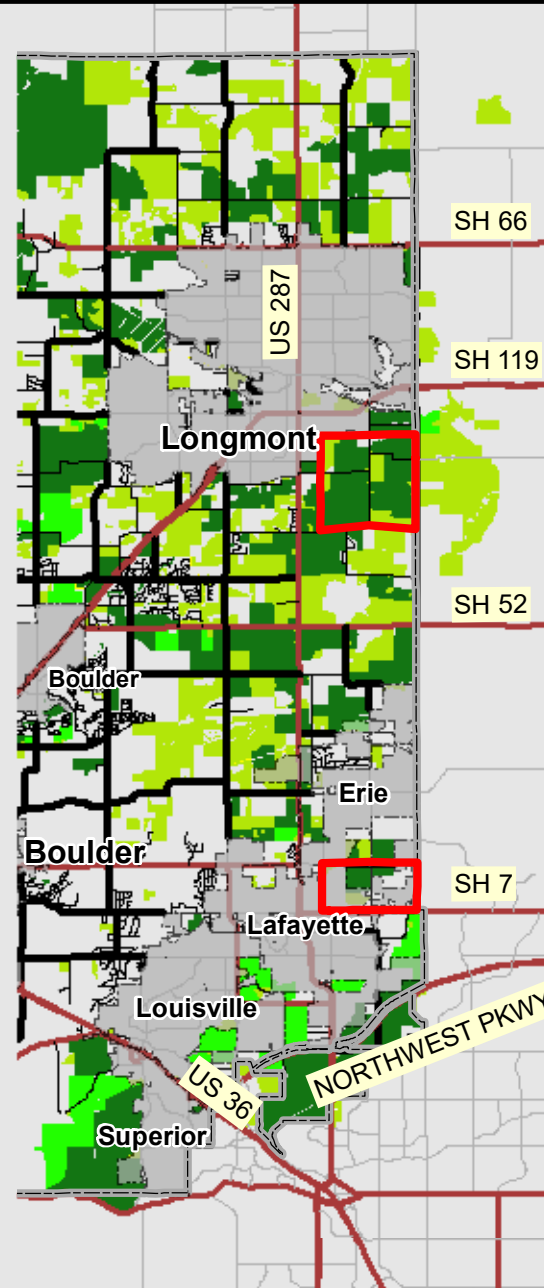 SH 66
US 287
SH 119
Longmont
SH 52
Boulder
Erie
Boulder
SH 7
Lafayette
Louisville
NORTHWEST PKWY
US 36
Superior